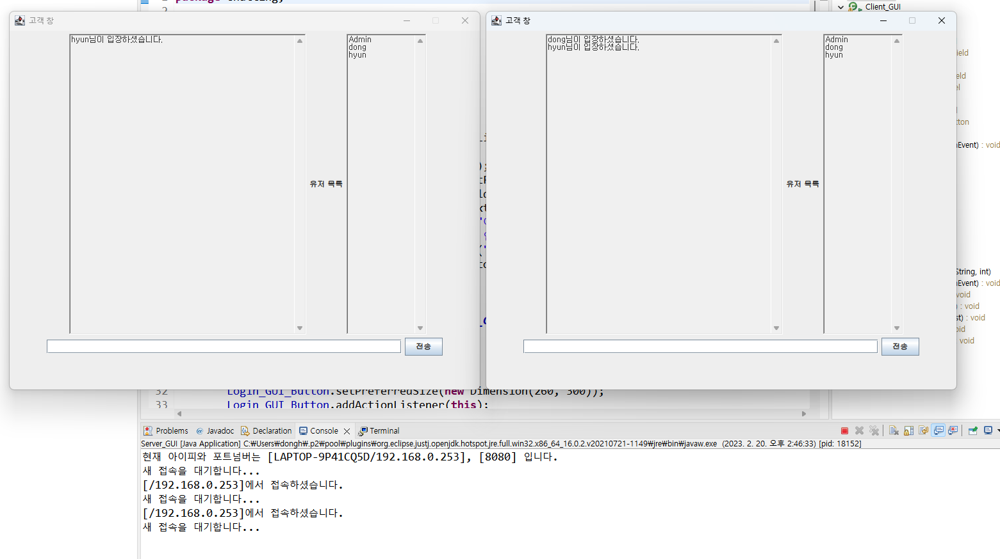 package
2
Client_GUI
고객 창
hyun님이 입장하셨습니다.
유저 목록
Admin
dong
hyun
전송
고객 창
dong님이 입장하셨습니다.
hyun님이 입장하셨습니다.
유저 목록
Admin
dong
hyun
전송
ield
eld
el
tton
Event) : void
String, int)
Event) : void
void
) : void
st) : void
oid
void
32 Login_GUI_Button.setPreferredSize(new Dimension(260, 300));
33 Login_GUI_Button.addActionListener(this);
Problems @ Javadoc Declaration Console Terminal
Server_GUI [Java Application] C:₩Users₩dongh₩.p2₩pool₩plugins₩org.eclipse.justj.openjdk.hotspot.jre.full.win32.x86_64_16.0.2.v20210721-1149₩jre₩bin₩javaw.exe (2023. 2. 20. 오후 2:46:33) [pid: 18152]
현재 아이피와 포트넘버는 [LAPTOP-9P41CQ5D/192.168.0.253], [8080] 입니다.
새 접속을 대기합니다...
[/192.168.0.253]에서 접속하셨습니다.
새 접속을 대기합니다...
[/192.168.0.253]에서 접속하셨습니다.
새 접속을 대기합니다...